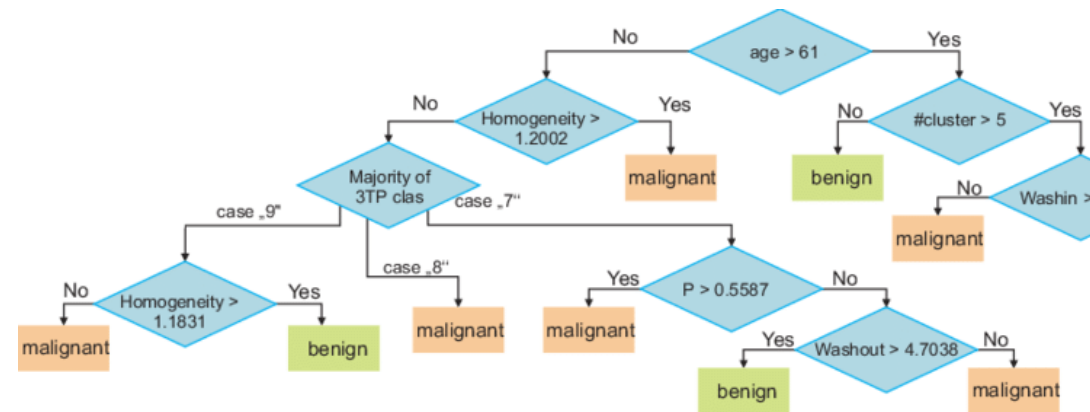 age > 61
No
Yes
Homogeneity >
1.2002
No
Yes
#cluster > 5
No
Yes
Majority of
3TP clas
malignant
benign
Washin >
No
malignant
case „9“
case „8“
case „7“
Homogeneity >
1.1831
No
Yes
malignant
benign
malignant
P > 0.5587
Yes
No
malignant
Washout > 4.7038
Yes
No
benign
malignant